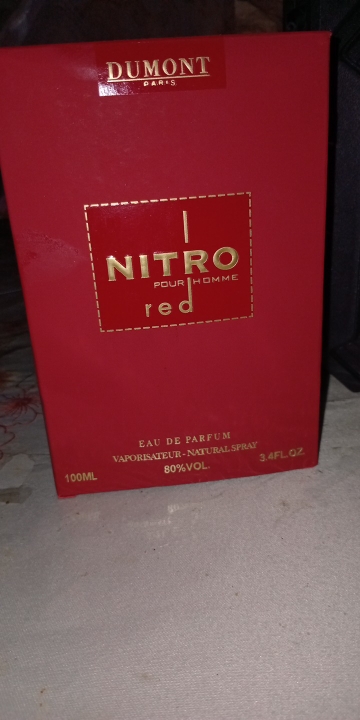 DUMONT
PARIS
NITRO
POUR HOMME
red
EAU DE PARFUM
VAPORISATEUR - NATURAL SPRAY
100ML
80%VOL.
3.4FL.OZ.